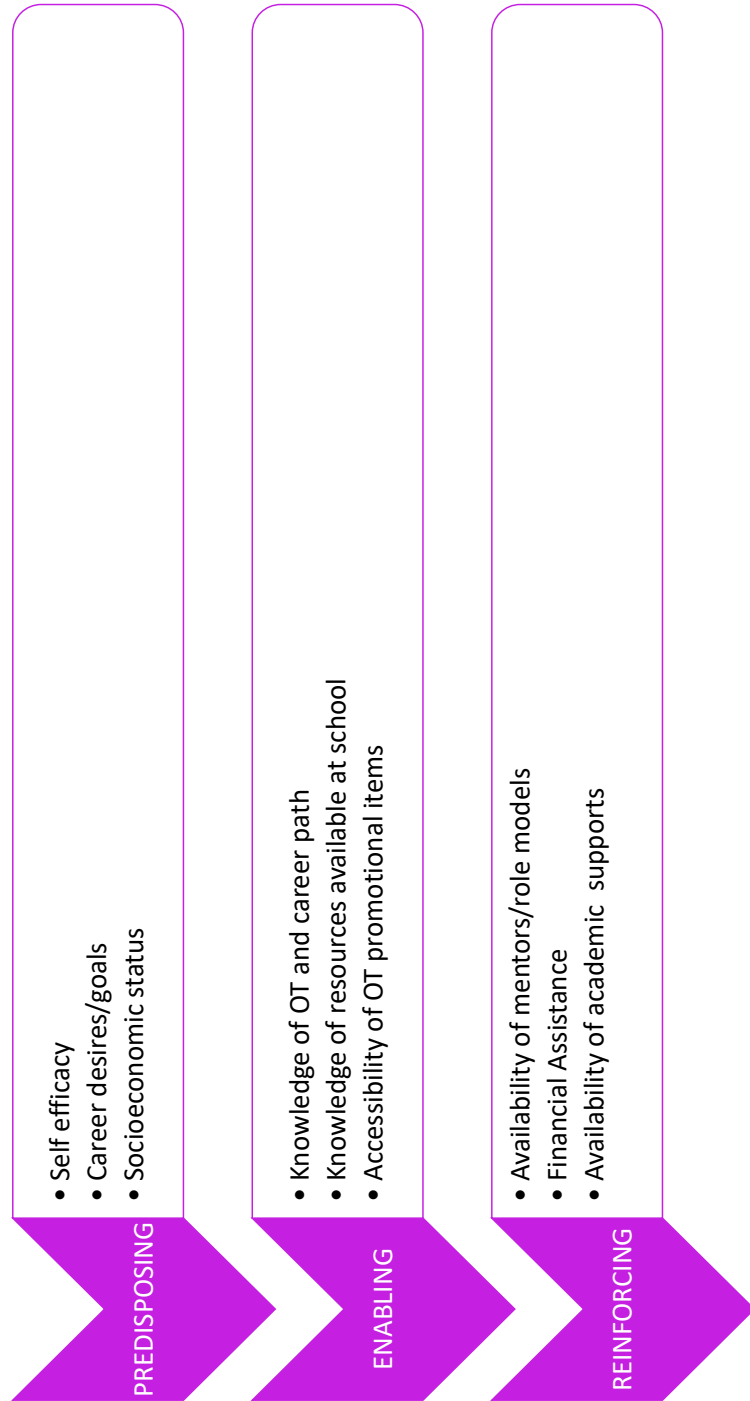 PREDISPOSING
• Self efficacy
• Career desires/goals
• Socioeconomic status
ENABLING
• Knowledge of OT and career path
• Knowledge of resources available at school
• Accessibility of OT promotional items
REINFORCING
• Availability of mentors/role models
• Financial Assistance
• Availability of academic  supports